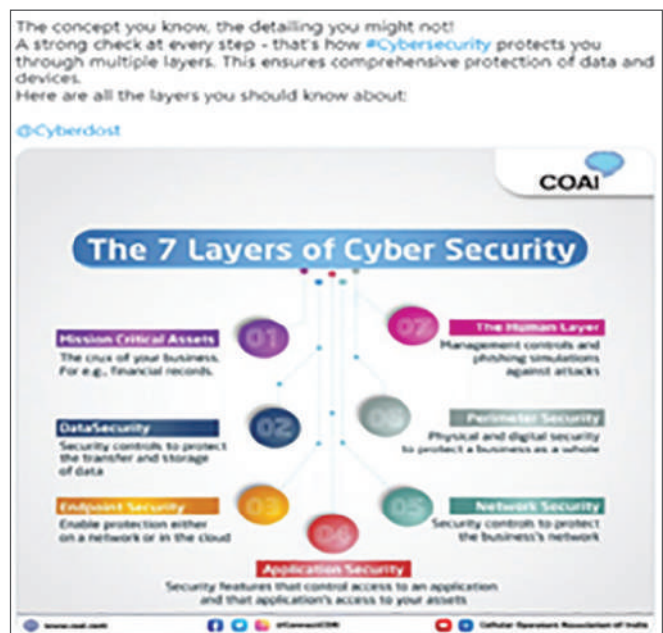 The concept you know, the detailing you might not!
A strong check at every step - that's how #Cybersecurity protects you
through multiple layers. This ensures comprehensive protection of data and
devices.
Here are all the layers you should know about:
@Cyberdost
COAI
The 7 Layers of Cyber Security
01
Mission Critical Assets
The crux of your business.
For e.g., financial records.
02
DataSecurity
Security controls to protect
the transfer and storage
of data
03
Endpoint Security
Enable protection either
on a network or in the cloud
04
Application Security
Security features that control access to an application
and that application's access to your assets
05
Network Security
Security controls to protect
the business's network
06
Perimeter Security
Physical and digital security
to protect a business as a whole
07
The Human Layer
Management controls and
phishing simulations
against attacks
www.coai.com
@ConnectCOAI
Cellular Operators Association of India